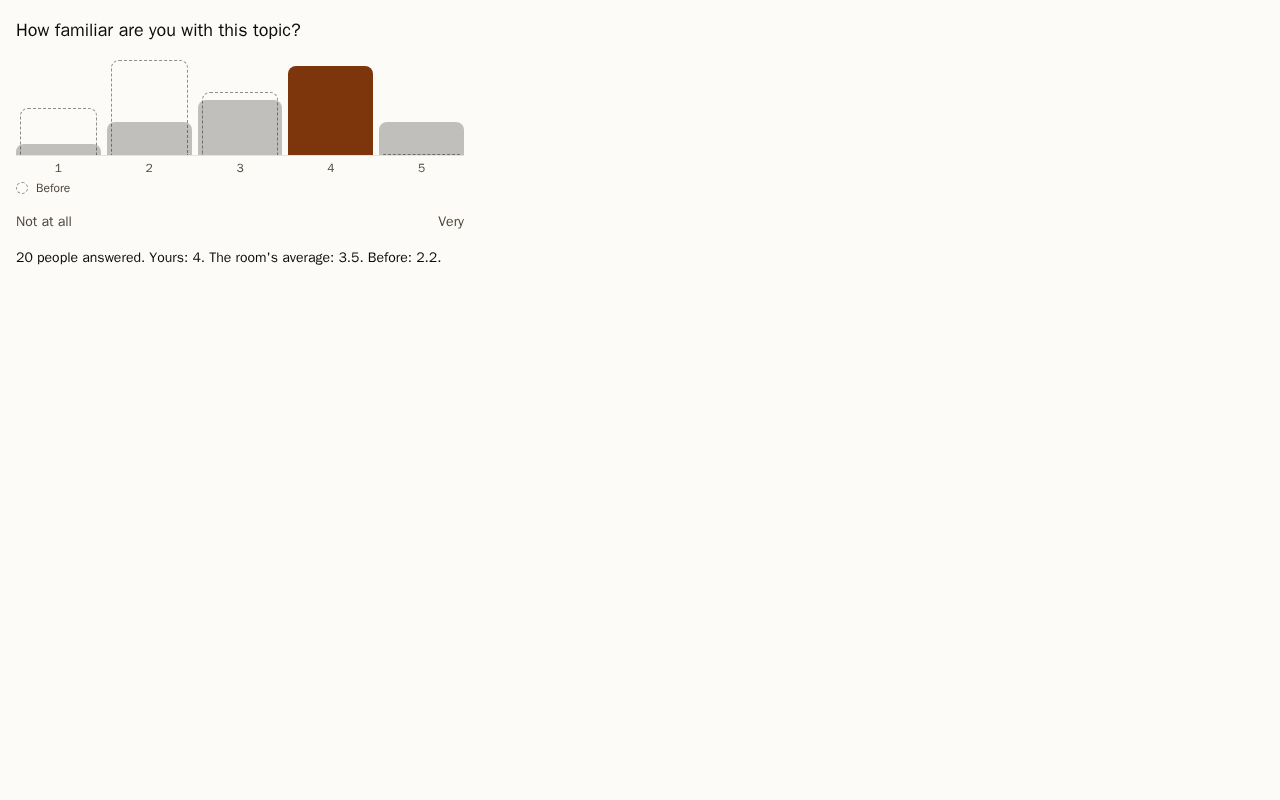 How familiar are you with this topic?
1 2 3 4 5
Before
Not at all Very
20 people answered. Yours: 4. The room's average: 3.5. Before: 2.2.